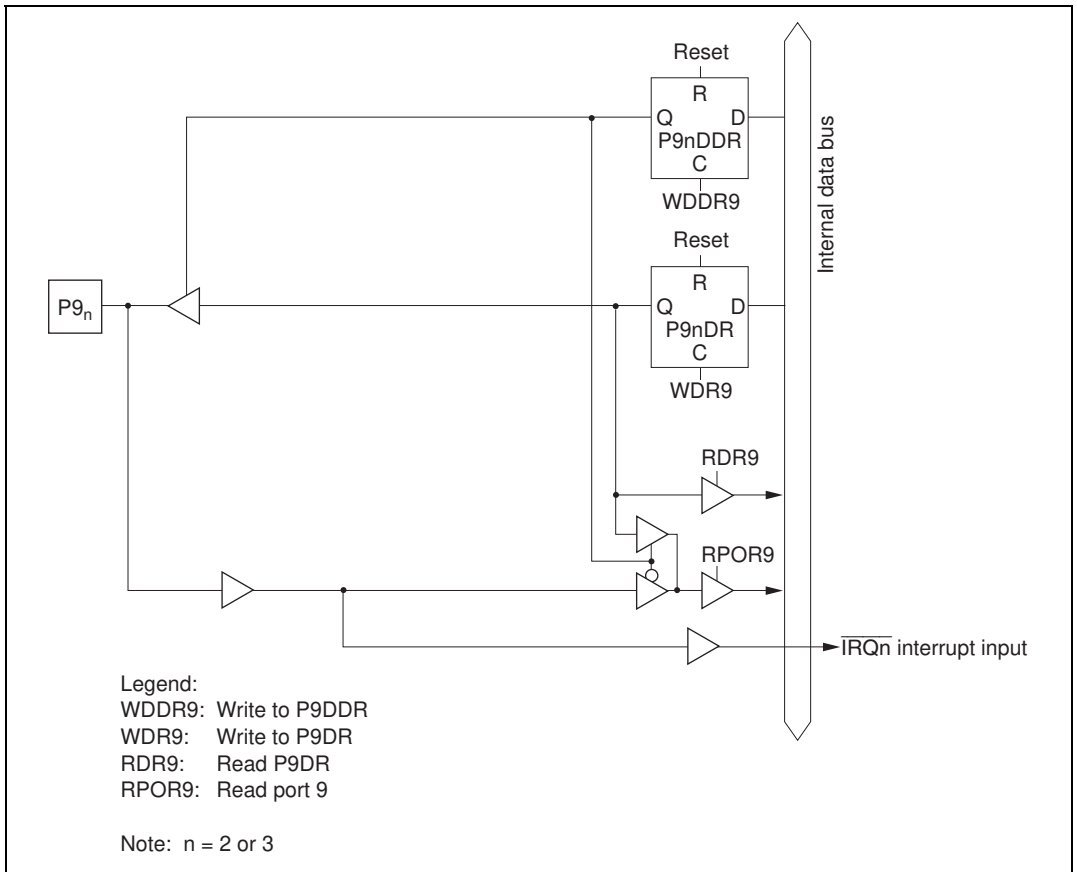 Reset
R
Q D
P9nDDR
C
WDDR9
Internal data bus
Reset
R
P9n
Q D
P9nDR
C
WDR9
RDR9
RPOR9
IRQn interrupt input
Legend:
WDDR9: Write to P9DDR
WDR9: Write to P9DR
RDR9: Read P9DR
RPOR9: Read port 9
Note: n = 2 or 3